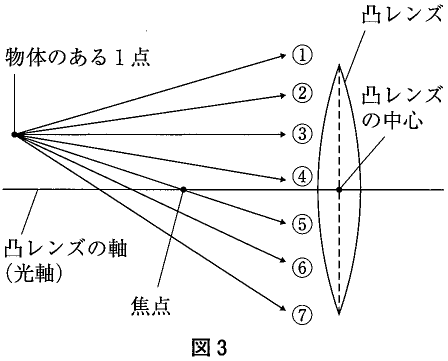 凸レンズ
物体のある1点
①
②
凸レンズ
の中心
③
④
⑤
凸レンズの軸
(光軸)
焦点
⑥
⑦
図3